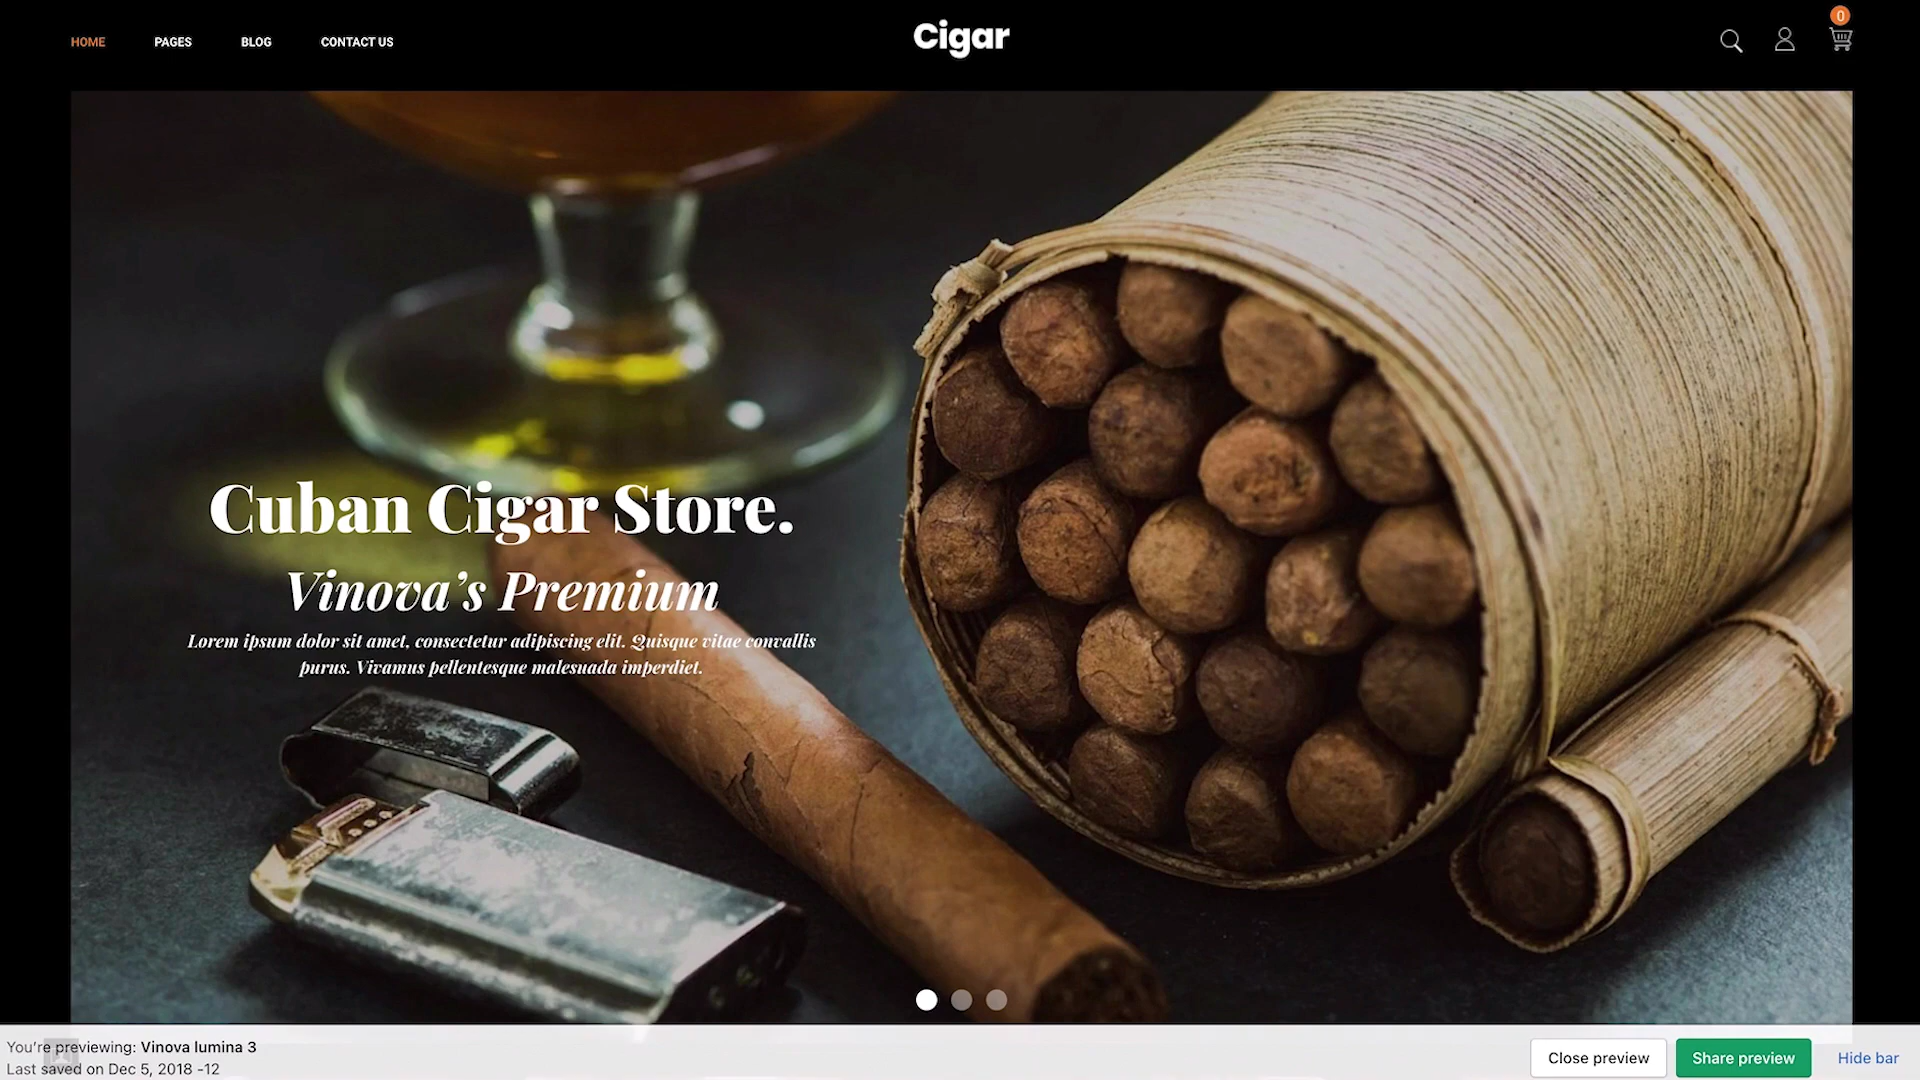 HOME PAGES BLOG CONTACT US Cigar 0
Cuban Cigar Store.
Vinova’s Premium
Lorem ipsum dolor sit amet, consectetur adipiscing elit. Quisque vitae convallis
purus. Vivamus pellentesque malesuada imperdiet.
You’re previewing: Vinova lumina 3
Last saved on Dec 5, 2018 -12
Close preview Share preview Hide bar